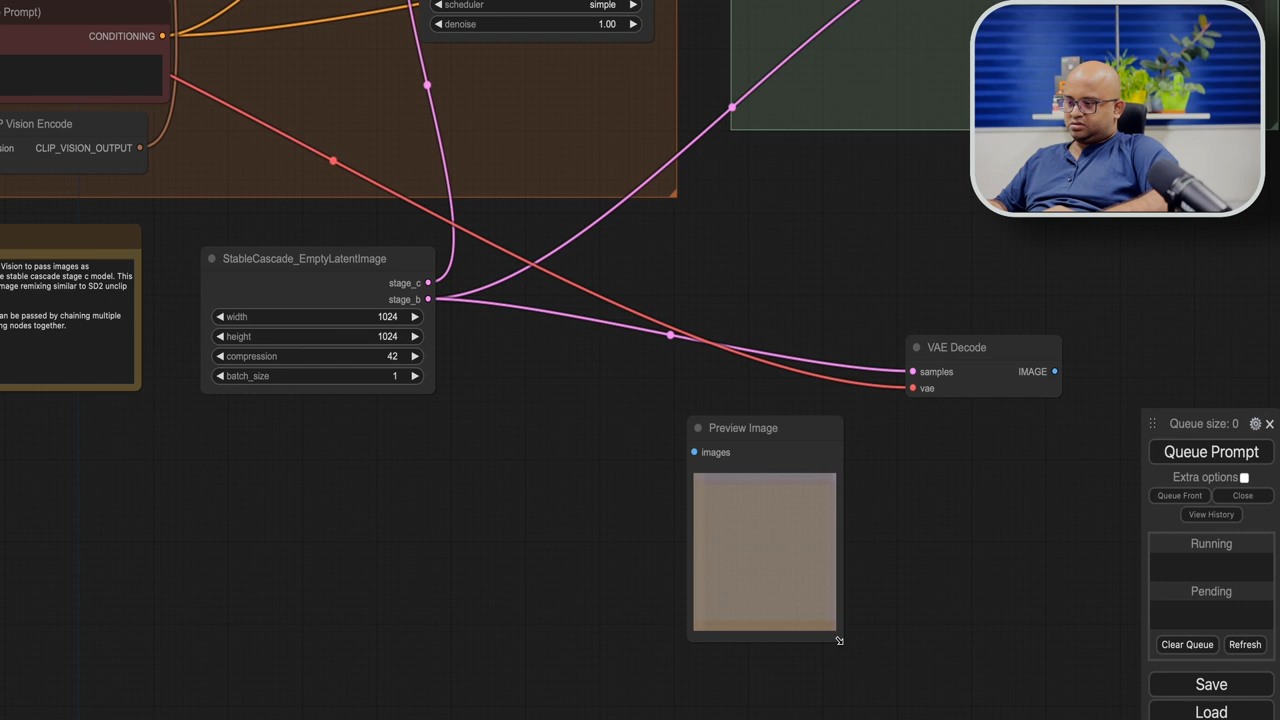 Prompt)
CONDITIONING
P Vision Encode
sion
CLIP_VISION_OUTPUT
scheduler
simple
denoise
1.00
Vision to pass images as
e stable cascade stage c model. This
mage remixing similar to SD2 unclip
an be passed by chaining multiple
ng nodes together.
StableCascade_EmptyLatentImage
stage_c
stage_b
width
1024
height
1024
compression
42
batch_size
1
VAE Decode
samples
IMAGE
vae
Preview Image
images
Queue size: 0
Queue Prompt
Extra options
Queue Front
Close
View History
Running
Pending
Clear Queue
Refresh
Save
Load